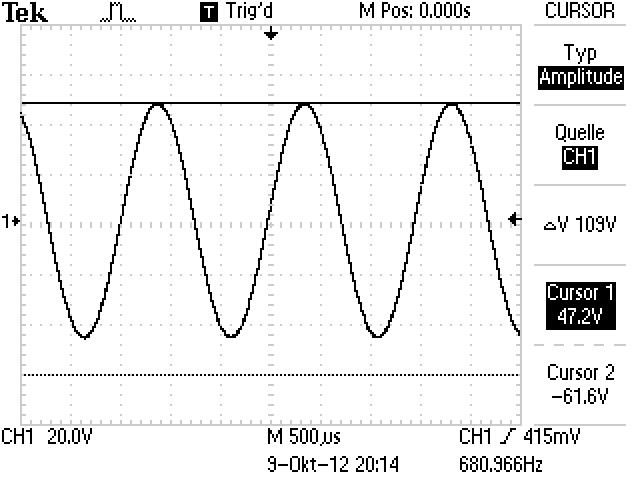 Tek T Trig'd M Pos: 0.000s CURSOR
Typ
Amplitude
Quelle
CH1
1
△V 109V
Cursor 1
47.2V
Cursor 2
-61.6V
CH1 20.0V M 500µs CH1 415mV
9-Okt-12 20:14 680.966Hz